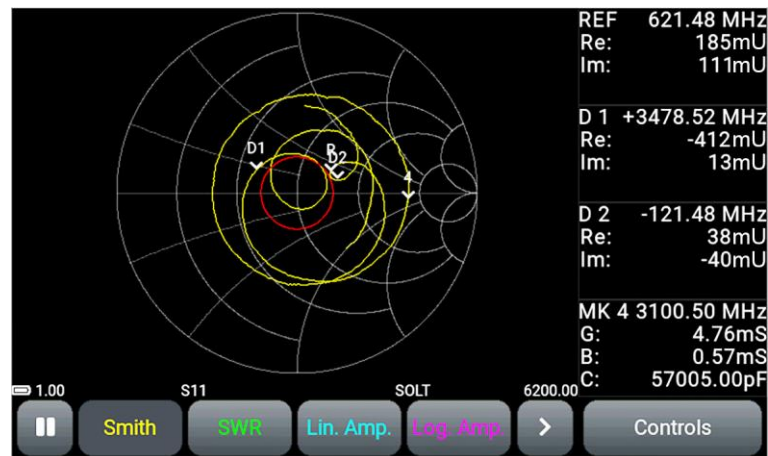 REF 621.48 MHz
Re: 185mU
Im: 111mU
D 1 +3478.52 MHz
Re: -412mU
Im: 13mU
D 2 -121.48 MHz
Re: 38mU
Im: -40mU
MK 4 3100.50 MHz
G: 4.76mS
B: 0.57mS
C: 57005.00pF
D1
R
D2
4
1.00 S11 SOLT 6200.00
Smith SWR Lin. Amp. Log. Amp. > Controls